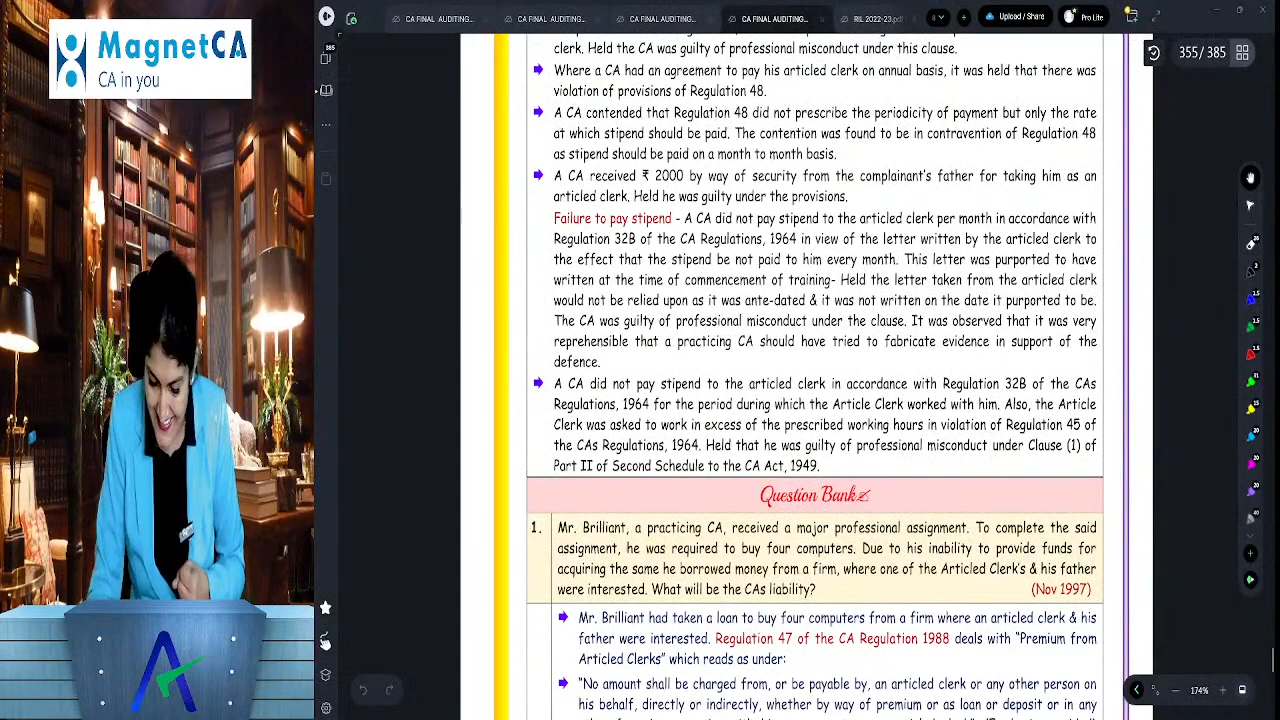 MagnetCA
CA in you
CA FINAL AUDITING...
CA FINAL AUDITING...
CA FINAL AUDITING...
CA FINAL AUDITING...
RIL 2022-23.pdf
8
Upload / Share
Pro Lite
385
355/385
clerk. Held the CA was guilty of professional misconduct under this clause.
Where a CA had an agreement to pay his articled clerk on annual basis, it was held that there was
violation of provisions of Regulation 48.
A CA contended that Regulation 48 did not prescribe the periodicity of payment but only the rate
at which stipend should be paid. The contention was found to be in contravention of Regulation 48
as stipend should be paid on a month to month basis.
A CA received ₹ 2000 by way of security from the complainant's father for taking him as an
articled clerk. Held he was guilty under the provisions.
Failure to pay stipend - A CA did not pay stipend to the articled clerk per month in accordance with
Regulation 32B of the CA Regulations, 1964 in view of the letter written by the articled clerk to
the effect that the stipend be not paid to him every month. This letter was purported to have
written at the time of commencement of training- Held the letter taken from the articled clerk
would not be relied upon as it was ante-dated & it was not written on the date it purported to be.
The CA was guilty of professional misconduct under the clause. It was observed that it was very
reprehensible that a practicing CA should have tried to fabricate evidence in support of the
defence.
A CA did not pay stipend to the articled clerk in accordance with Regulation 32B of the CAs
Regulations, 1964 for the period during which the Article Clerk worked with him. Also, the Article
Clerk was asked to work in excess of the prescribed working hours in violation of Regulation 45 of
the CAs Regulations, 1964. Held that he was guilty of professional misconduct under Clause (1) of
Part II of Second Schedule to the CA Act, 1949.
Question Bank
1. Mr. Brilliant, a practicing CA, received a major professional assignment. To complete the said
assignment, he was required to buy four computers. Due to his inability to provide funds for
acquiring the same he borrowed money from a firm, where one of the Articled Clerk's & his father
were interested. What will be the CAs liability? (Nov 1997)
Mr. Brilliant had taken a loan to buy four computers from a firm where an articled clerk & his
father were interested. Regulation 47 of the CA Regulation 1988 deals with "Premium from
Articled Clerks" which reads as under:
"No amount shall be charged from, or be payable by, an articled clerk or any other person on
his behalf, directly or indirectly, whether by way of premium or as loan or deposit or in any
174%